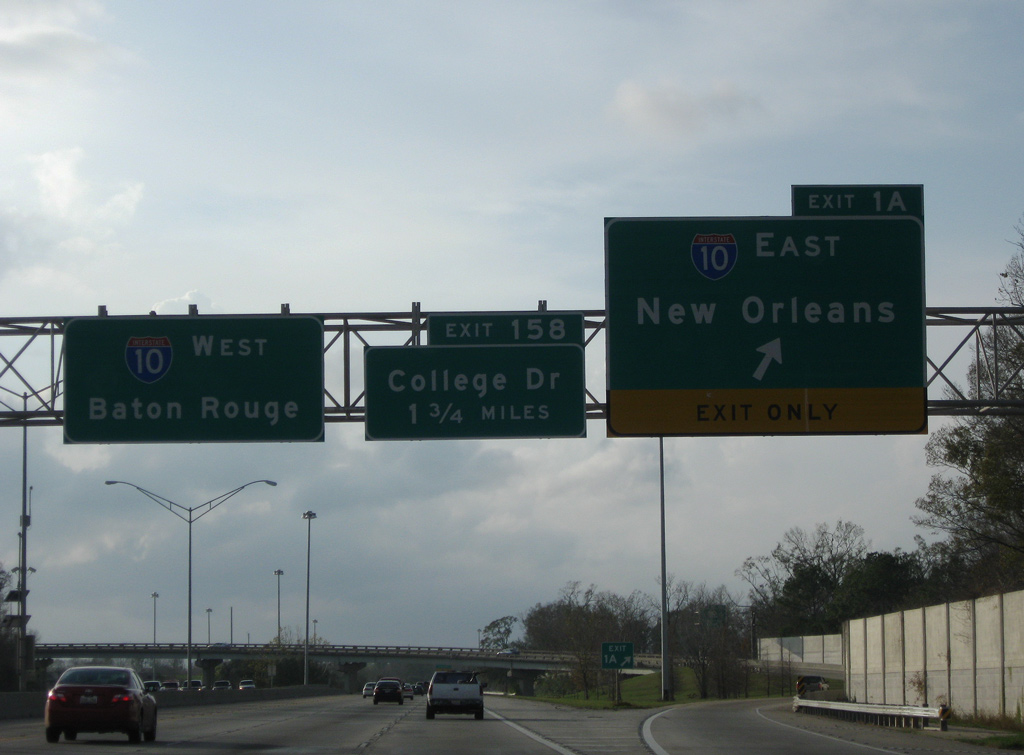 INTERSTATE
10 WEST
Baton Rouge
EXIT 158
College Dr
1 3/4 MILES
EXIT 1A
INTERSTATE
10 EAST
New Orleans
EXIT ONLY
EXIT
1A